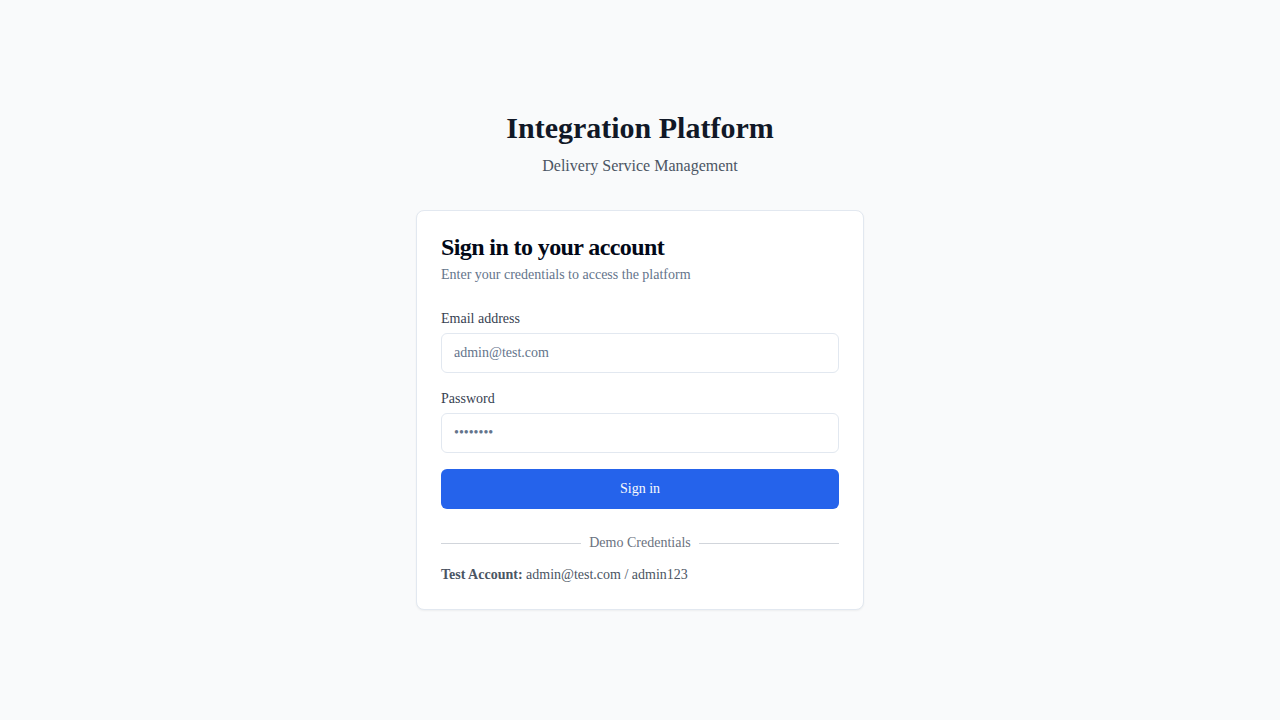 Integration Platform
Delivery Service Management
Sign in to your account
Enter your credentials to access the platform
Email address
admin@test.com
Password
••••••••
Sign in
Demo Credentials
Test Account: admin@test.com / admin123